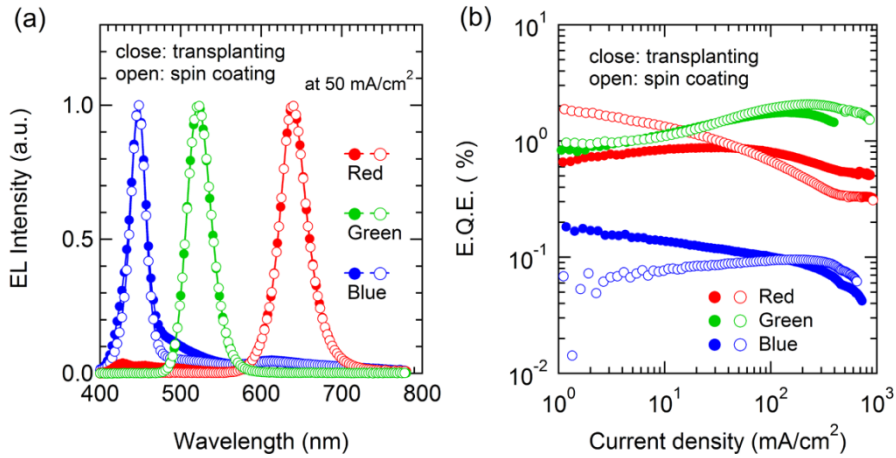 (a)
close: transplanting
open: spin coating
at 50 mA/cm²
EL Intensity (a.u.)
1.0
0.5
0.0
Red
Green
Blue
400 500 600 700 800
Wavelength (nm)
(b)
close: transplanting
open: spin coating
E.Q.E. ( %)
10¹
10⁰
10⁻¹
10⁻²
Red
Green
Blue
10⁰ 10¹ 10² 10³
Current density (mA/cm²)